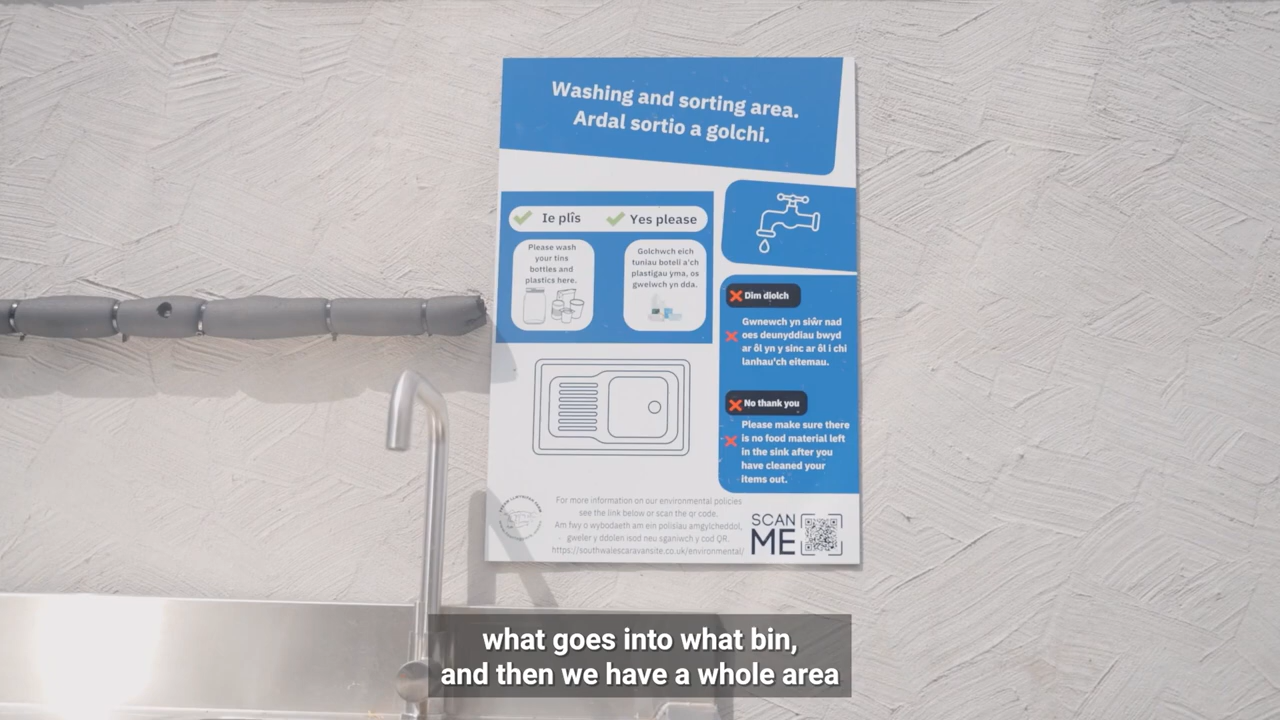 Washing and sorting area.
Ardal sortio a golchi.
Ie plîs
Yes please
Please wash
your tins
bottles and
plastics here.
Golchwch eich
tuniau boteli a'ch
plastigau yma, os
gwelwch yn dda.
Dim diolch
Gwnewch yn siŵr nad
oes deunyddiau bwyd
ar ôl yn y sinc ar ôl i chi
lanhau'ch eitemau.
No thank you
Please make sure there
is no food material left
in the sink after you
have cleaned your
items out.
For more information on our environmental policies
see the link below or scan the qr code.
Am fwy o wybodaeth am ein polisiau amgylcheddol,
gweler y ddolen isod neu sganiwch y cod QR.
https://southwalescaravansite.co.uk/environmental/
SCAN
ME
what goes into what bin,
and then we have a whole area